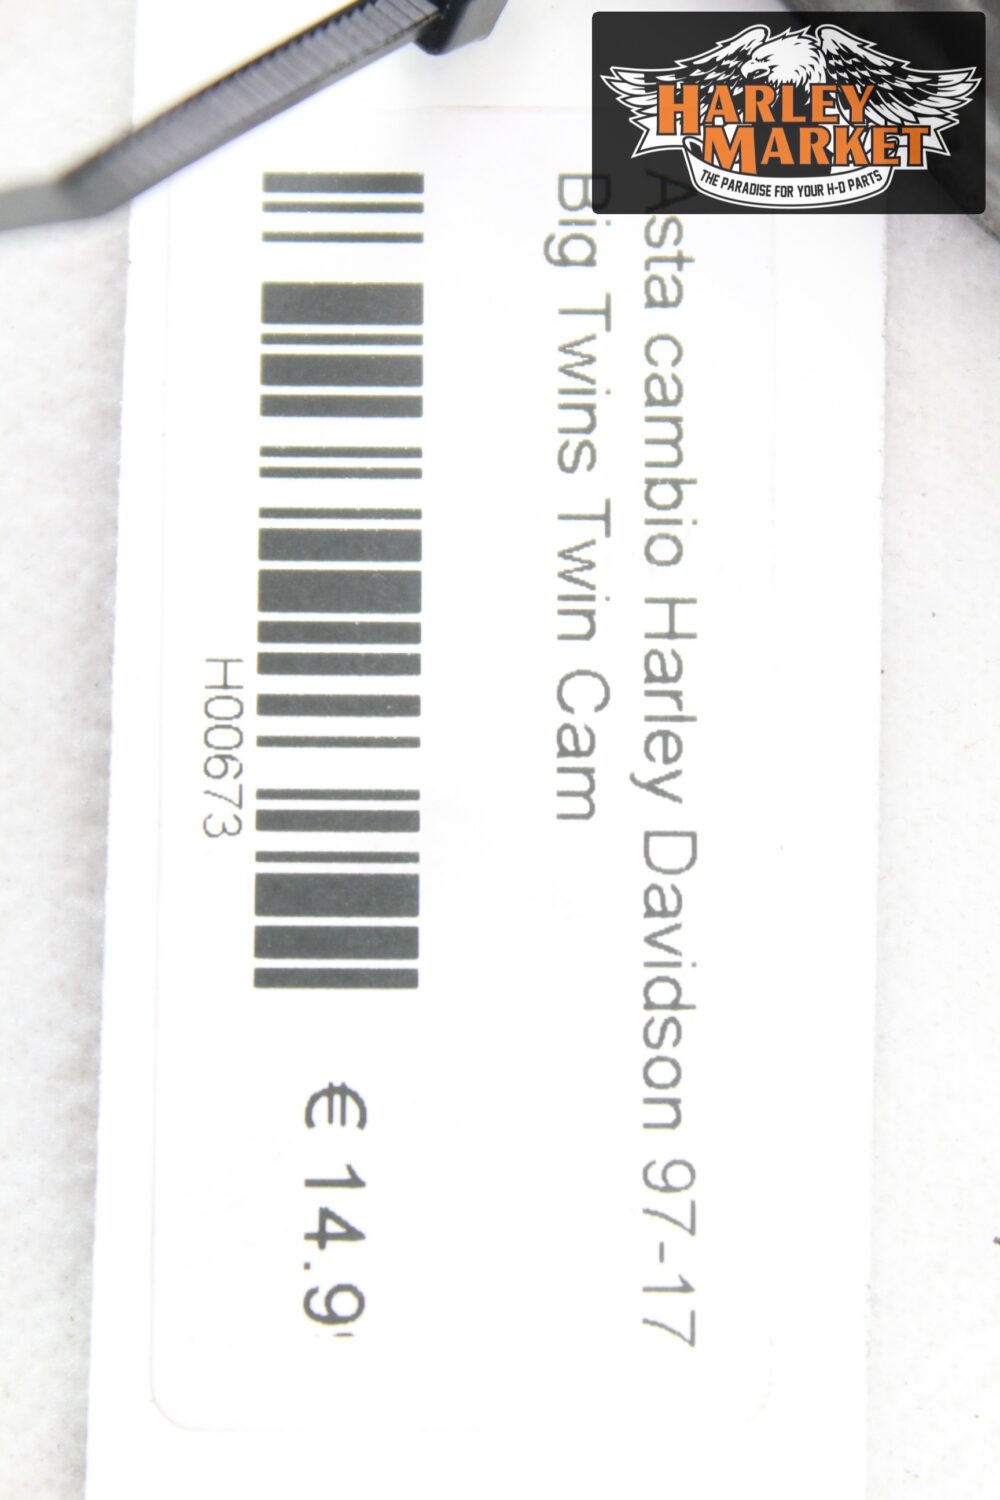 HARLEY
MARKET
THE PARADISE FOR YOUR H-D PARTS
Asta cambio Harley Davidson 97-17
Big Twins Twin Cam
H00673
€ 14.9